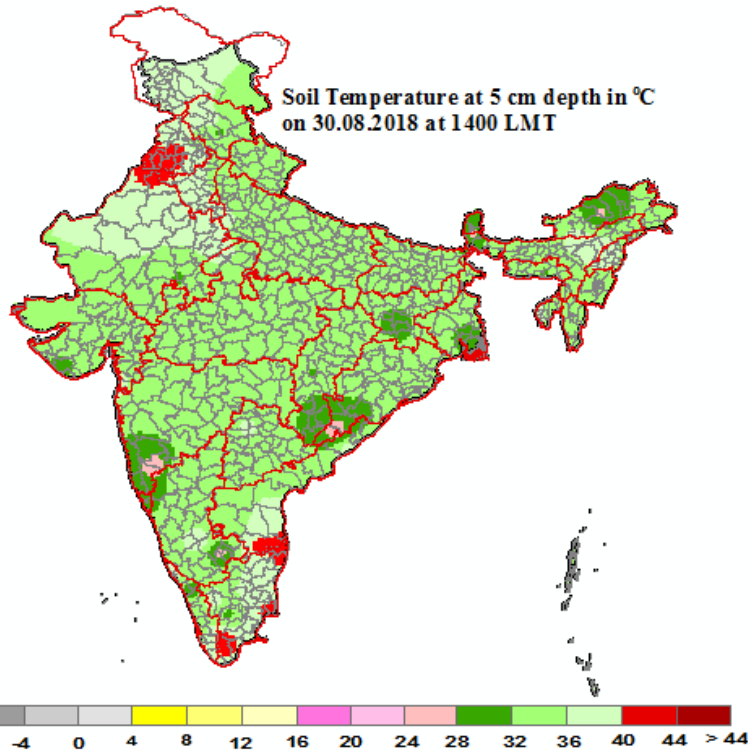 Soil Temperature at 5 cm depth in ⁰C
on 30.08.2018 at 1400 LMT
-4 0 4 8 12 16 20 24 28 32 36 40 44 > 44